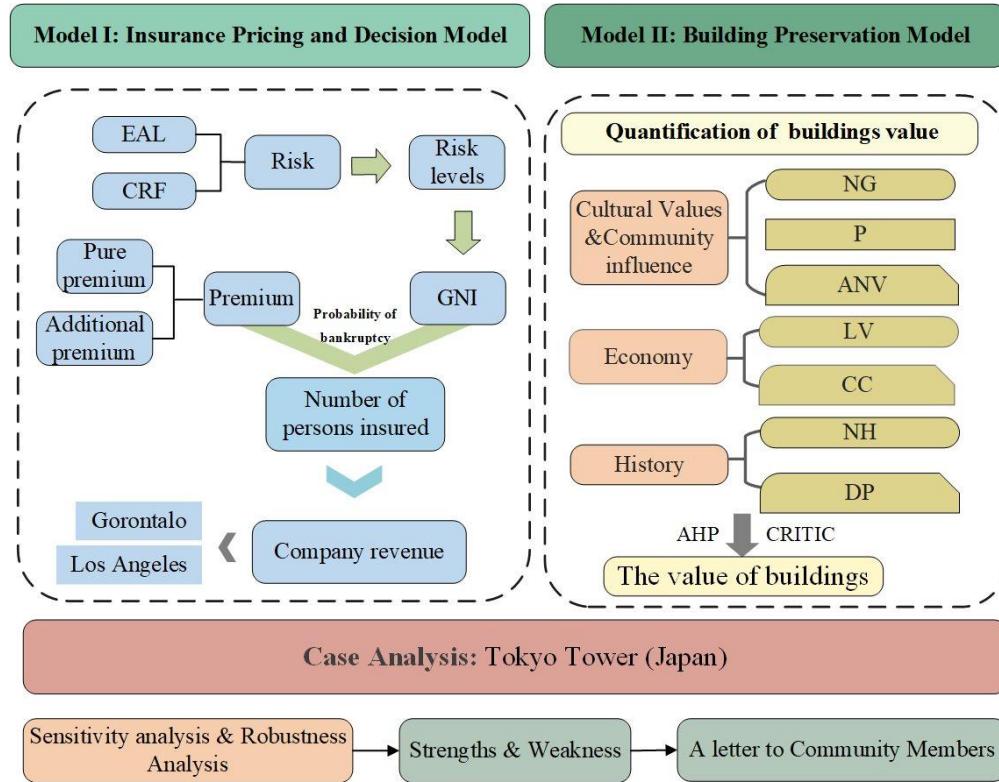 Model I: Insurance Pricing and Decision Model
EAL
CRF
Risk
Risk
levels
Pure
premium
Additional
premium
Premium
Probability of
bankruptcy
GNI
Number of
persons insured
Company revenue
Gorontalo
Los Angeles
Model II: Building Preservation Model
Quantification of buildings value
Cultural Values
&Community
influence
NG
P
ANV
Economy
LV
CC
History
NH
DP
AHP
CRITIC
The value of buildings
Case Analysis: Tokyo Tower (Japan)
Sensitivity analysis & Robustness
Analysis
Strengths & Weakness
A letter to Community Members